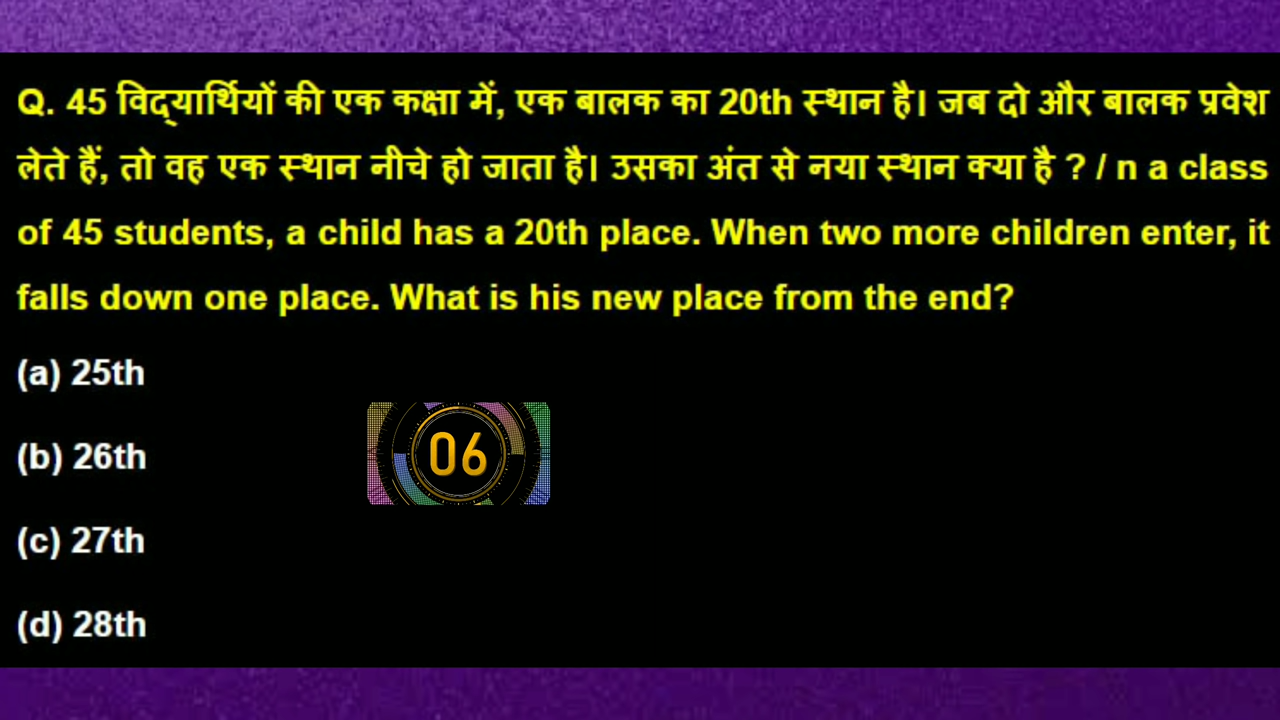 Q. 45 विद्यार्थियों की एक कक्षा में, एक बालक का 20th स्थान है। जब दो और बालक प्रवेश
लेते हैं, तो वह एक स्थान नीचे हो जाता है। उसका अंत से नया स्थान क्या है ? / n a class
of 45 students, a child has a 20th place. When two more children enter, it
falls down one place. What is his new place from the end?
(a) 25th
(b) 26th
06
(c) 27th
(d) 28th